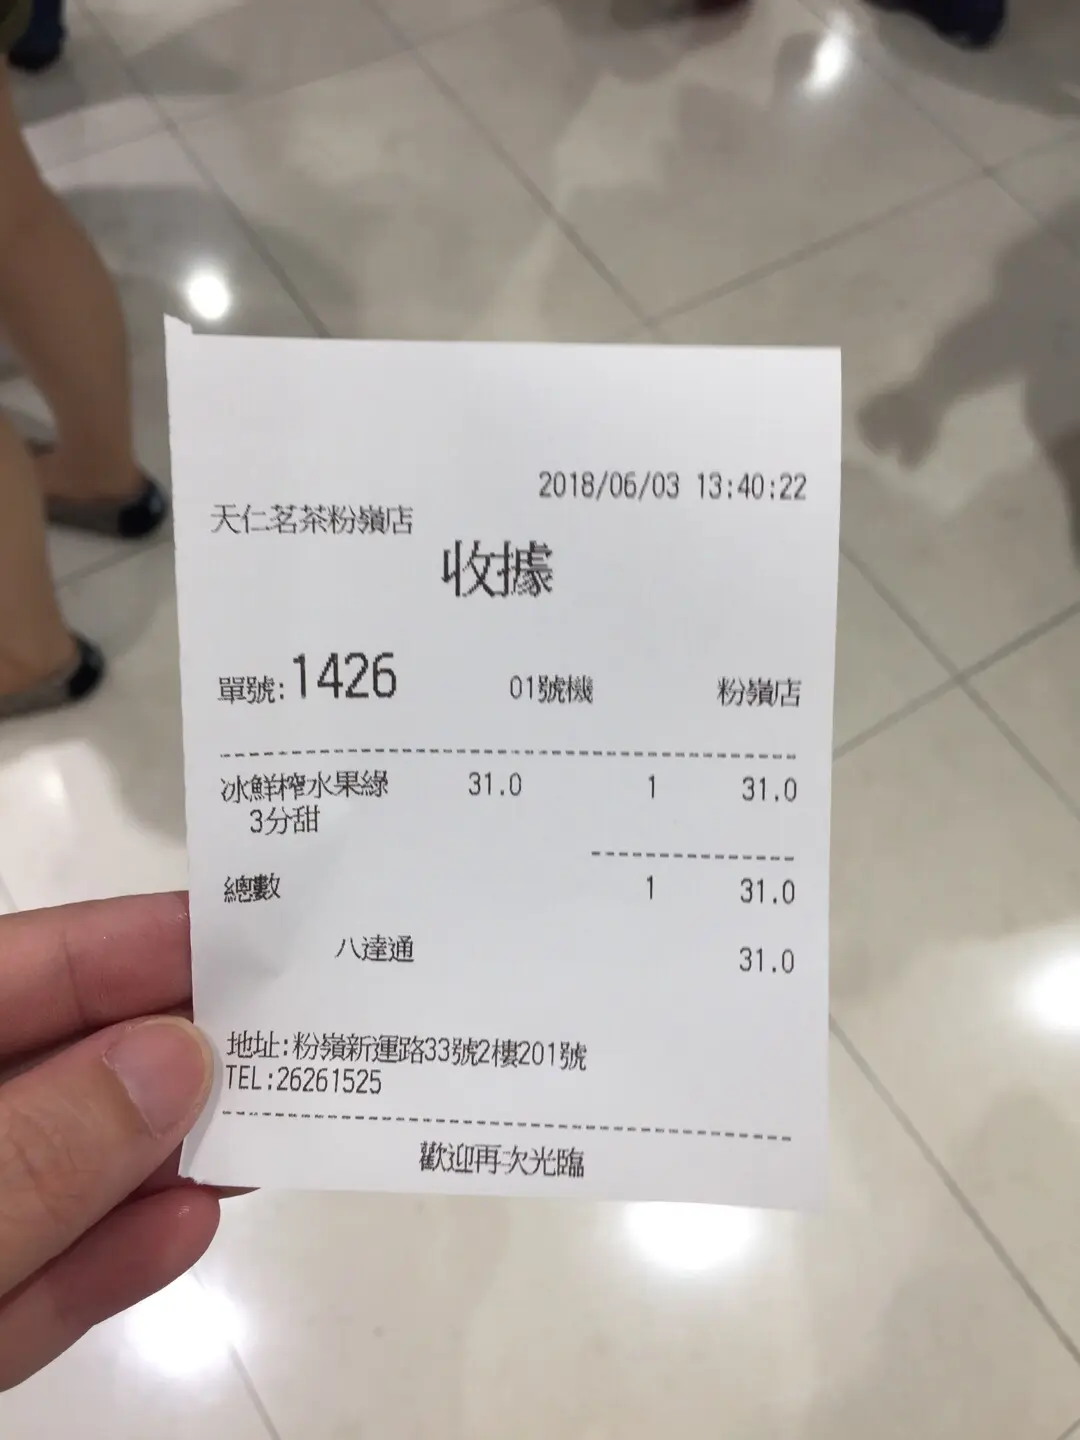 2018/06/03 13:40:22
天仁茗茶粉嶺店
收據
單號:1426 01號機 粉嶺店
冰鮮榨水果綠 31.0 1 31.0
3分甜
總數 1 31.0
八達通 31.0
地址:粉嶺新運路33號2樓201號
TEL:26261525
歡迎再次光臨